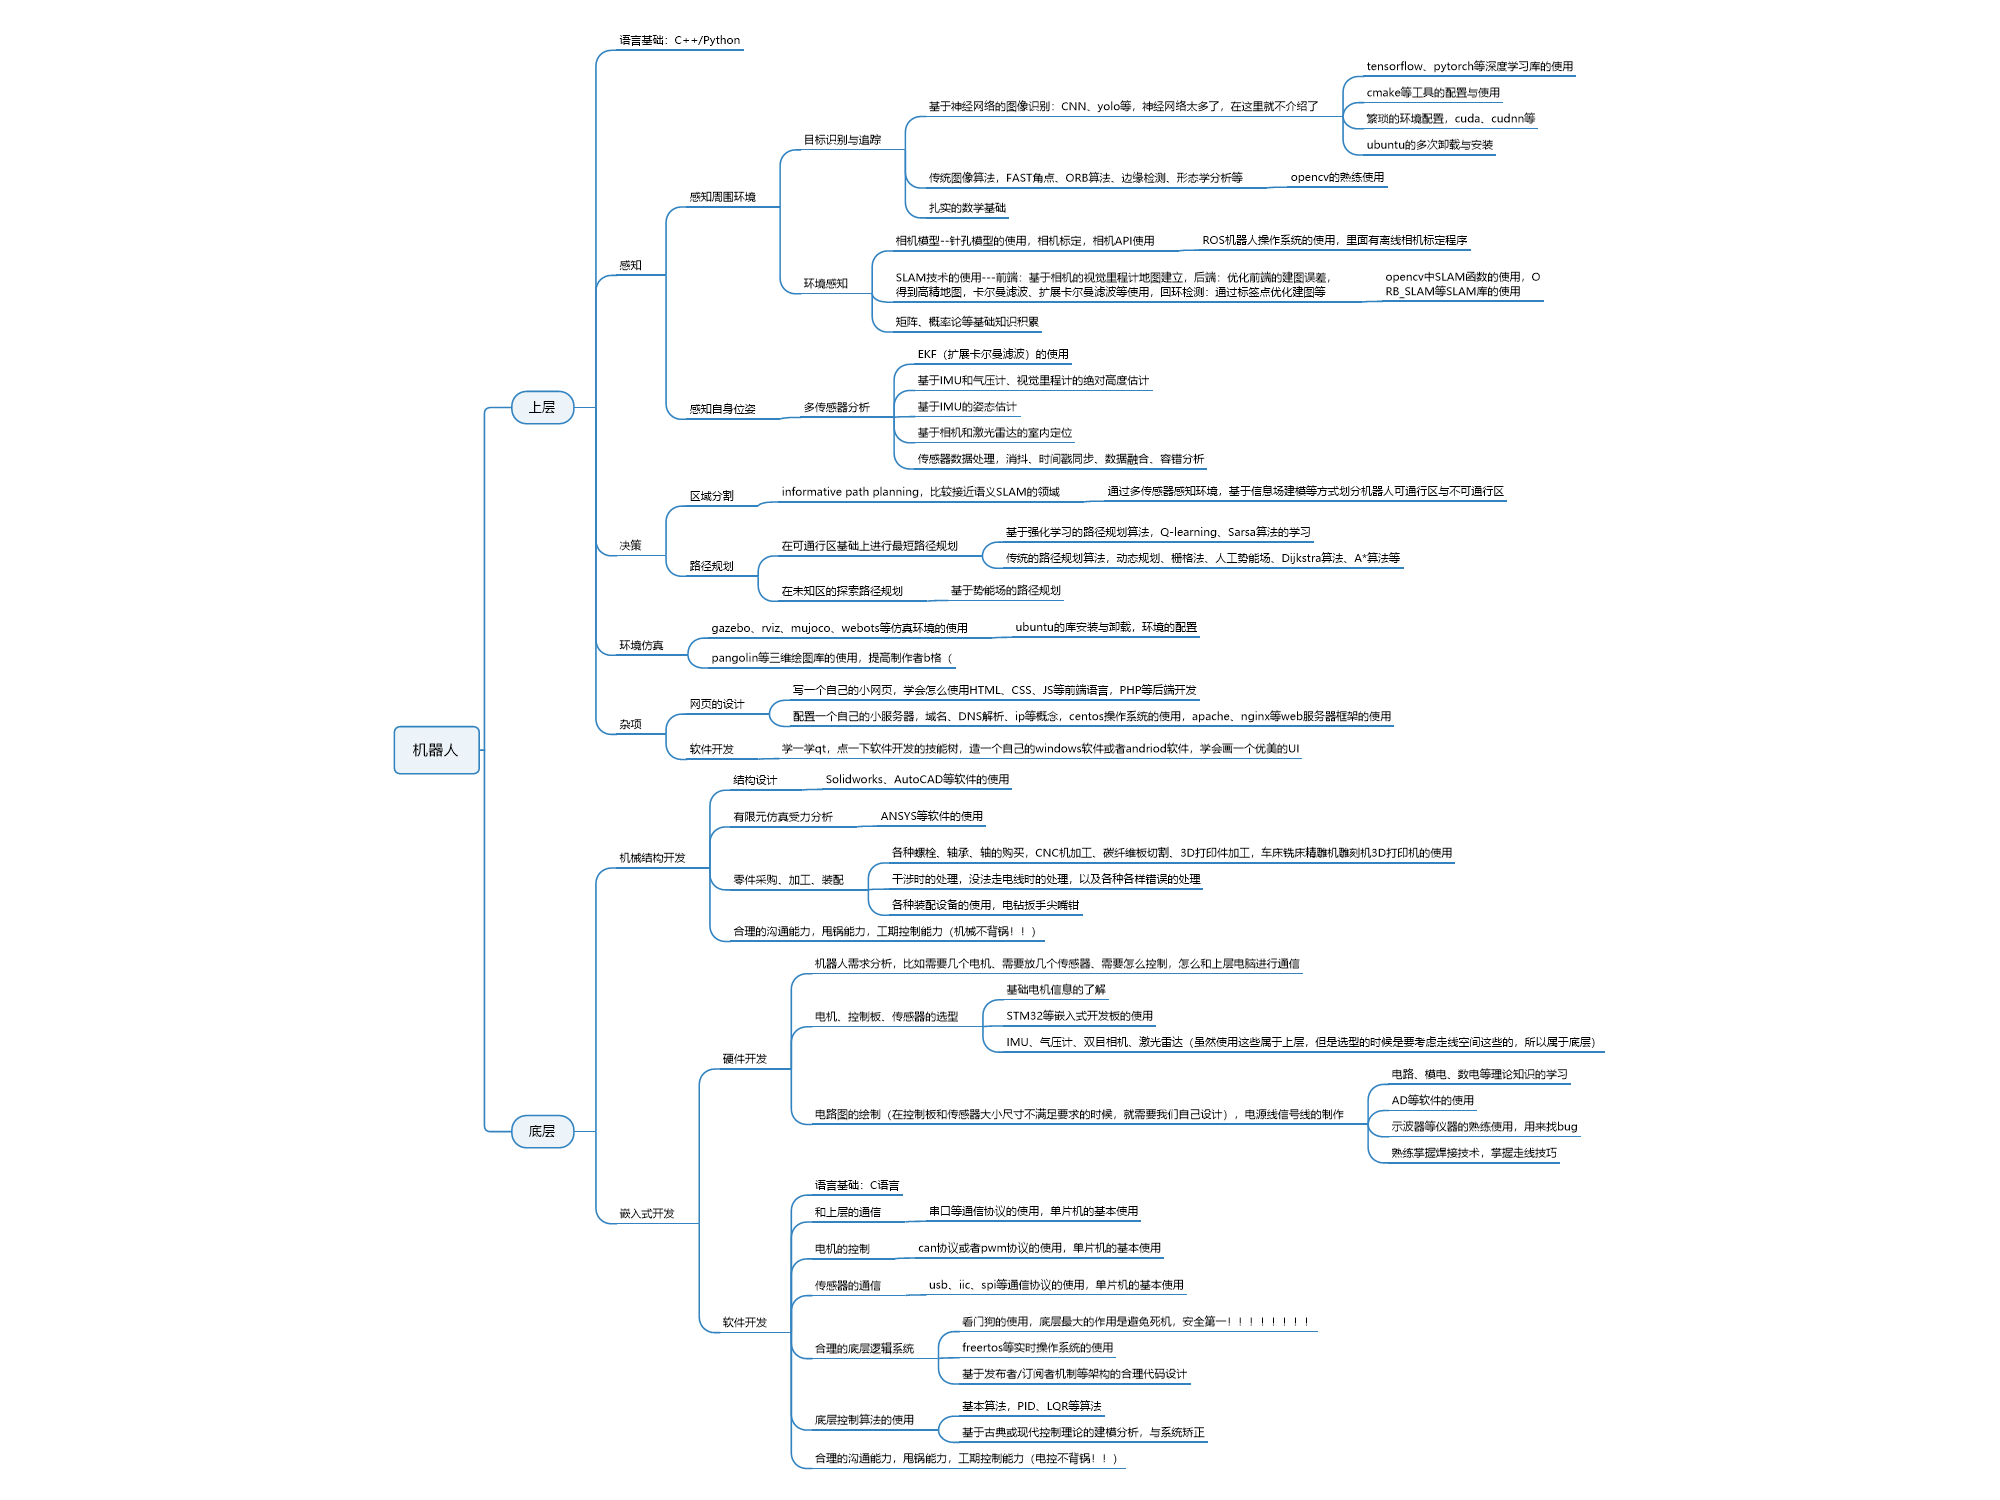 语言基础：C++/Python
tensorflow、pytorch等深度学习库的使用
基于神经网络的图像识别：CNN、yolo等，神经网络太多了，在这里就不介绍了
cmake等工具的配置与使用
繁琐的环境配置，cuda、cudnn等
ubuntu的多次卸载与安装
目标识别与追踪
传统图像算法，FAST角点、ORB算法、边缘检测、形态学分析等
opencv的熟练使用
扎实的数学基础
感知周围环境
相机模型--针孔模型的使用，相机标定，相机API使用
ROS机器人操作系统的使用，里面有离线相机标定程序
感知
环境感知
SLAM技术的使用---前端：基于相机的视觉里程计地图建立，后端：优化前端的建图误差，
得到高精地图，卡尔曼滤波、扩展卡尔曼滤波等使用，回环检测：通过标签点优化建图等
opencv中SLAM函数的使用，O
RB_SLAM等SLAM库的使用
矩阵、概率论等基础知识积累
EKF（扩展卡尔曼滤波）的使用
基于IMU和气压计、视觉里程计的绝对高度估计
感知自身位姿
多传感器分析
基于IMU的姿态估计
基于相机和激光雷达的室内定位
传感器数据处理，消抖、时间戳同步、数据融合、容错分析
上层
区域分割
informative path planning，比较接近语义SLAM的领域
通过多传感器感知环境，基于信息场建模等方式划分机器人可通行区与不可通行区
决策
路径规划
在可通行区基础上进行最短路径规划
基于强化学习的路径规划算法，Q-learning、Sarsa算法的学习
传统的路径规划算法，动态规划、栅格法、人工势能场、Dijkstra算法、A*算法等
在未知区的探索路径规划
基于势能场的路径规划
环境仿真
gazebo、rviz、mujoco、webots等仿真环境的使用
ubuntu的库安装与卸载，环境的配置
pangolin等三维绘图库的使用，提高制作者b格（
杂项
网页的设计
写一个自己的小网页，学会怎么使用HTML、CSS、JS等前端语言，PHP等后端开发
配置一个自己的小服务器，域名、DNS解析、ip等概念，centos操作系统的使用，apache、nginx等web服务器框架的使用
软件开发
学一学qt，点一下软件开发的技能树，造一个自己的windows软件或者andriod软件，学会画一个优美的UI
机器人
结构设计
Solidworks、AutoCAD等软件的使用
有限元仿真受力分析
ANSYS等软件的使用
机械结构开发
零件采购、加工、装配
各种螺栓、轴承、轴的购买，CNC机加工、碳纤维板切割、3D打印件加工，车床铣床精雕机雕刻机3D打印机的使用
干涉时的处理，没法走电线时的处理，以及各种各样错误的处理
各种装配设备的使用，电钻扳手尖嘴钳
合理的沟通能力，甩锅能力，工期控制能力（机械不背锅！！）
机器人需求分析，比如需要几个电机、需要放几个传感器、需要怎么控制，怎么和上层电脑进行通信
电机、控制板、传感器的选型
基础电机信息的了解
STM32等嵌入式开发板的使用
IMU、气压计、双目相机、激光雷达（虽然使用这些属于上层，但是选型的时候是要考虑走线空间这些的，所以属于底层）
硬件开发
电路图的绘制（在控制板和传感器大小尺寸不满足要求的时候，就需要我们自己设计），电源线信号线的制作
电路、模电、数电等理论知识的学习
AD等软件的使用
示波器等仪器的熟练使用，用来找bug
熟练掌握焊接技术，掌握走线技巧
底层
嵌入式开发
语言基础：C语言
和上层的通信
串口等通信协议的使用，单片机的基本使用
电机的控制
can协议或者pwm协议的使用，单片机的基本使用
传感器的通信
usb、iic、spi等通信协议的使用，单片机的基本使用
软件开发
合理的底层逻辑系统
看门狗的使用，底层最大的作用是避免死机，安全第一！！！！！！！！
freertos等实时操作系统的使用
基于发布者/订阅者机制等架构的合理代码设计
底层控制算法的使用
基本算法，PID、LQR等算法
基于古典或现代控制理论的建模分析，与系统矫正
合理的沟通能力，甩锅能力，工期控制能力（电控不背锅！！）